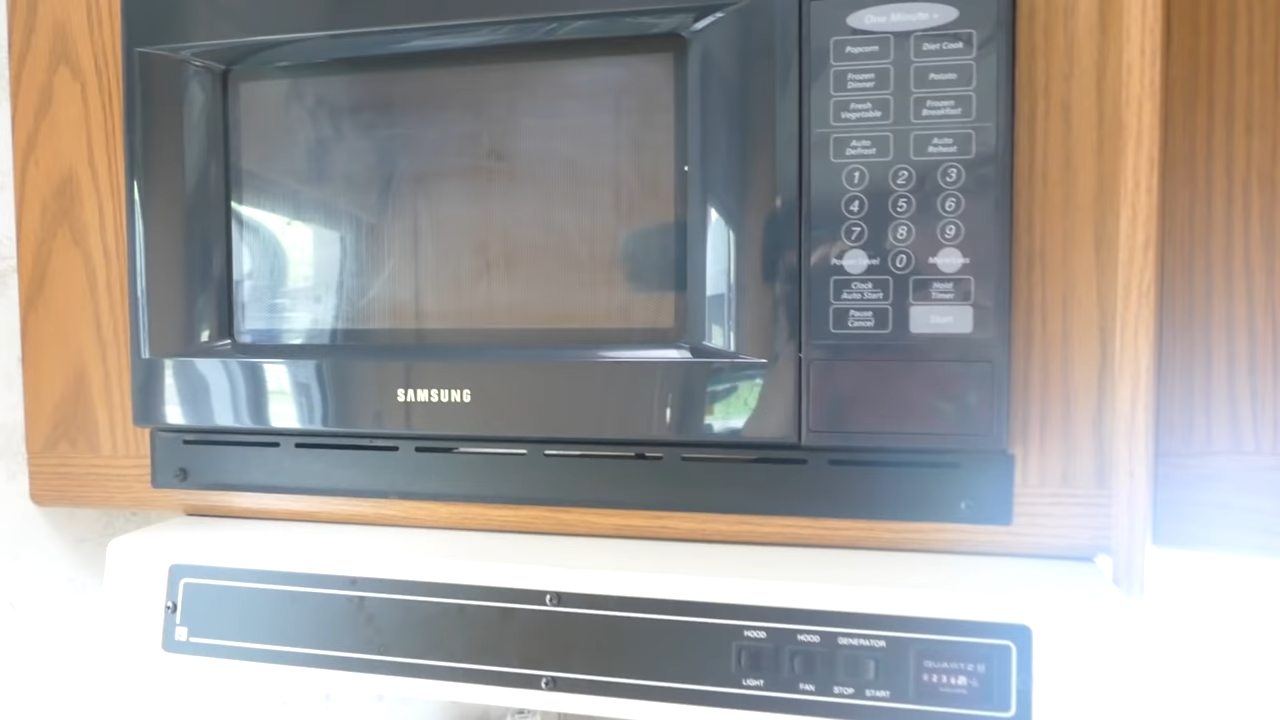 One Minute +
Popcorn
Diet Cook
Frozen
Dinner
Potato
Fresh
Vegetable
Frozen
Breakfast
Auto
Defrost
Auto
Reheat
1 2 3
4 5 6
7 8 9
Power Level 0 More/Less
Clock
Auto Start
Hold
Timer
Pause
Cancel
Start
SAMSUNG
HOOD HOOD GENERATOR
LIGHT FAN STOP START
QUARTZ